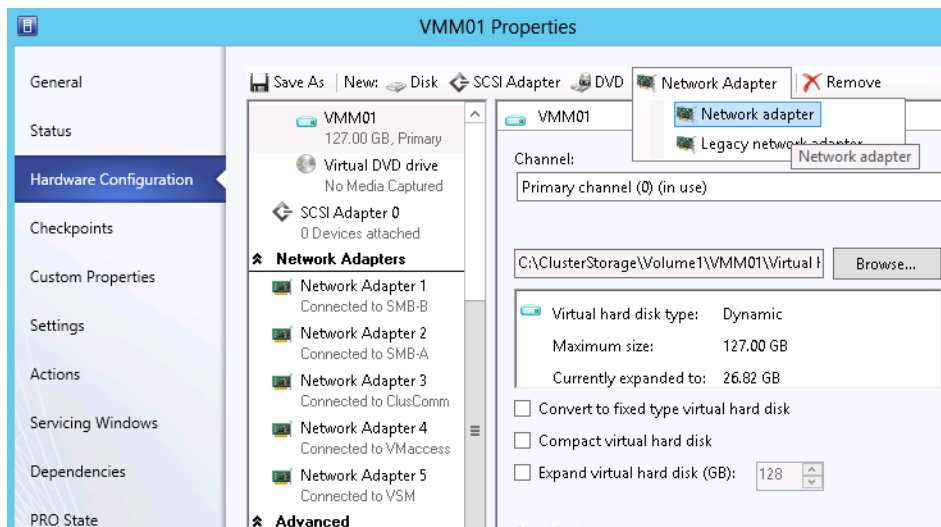 VMM01 Properties
General
Status
Hardware Configuration
Checkpoints
Custom Properties
Settings
Actions
Servicing Windows
Dependencies
PRO State
Save As New: Disk SCSI Adapter DVD Network Adapter Remove
Network adapter
Legacy network adapter
Network adapter
VMM01
127.00 GB, Primary
Virtual DVD drive
No Media Captured
SCSI Adapter 0
0 Devices attached
Network Adapters
Network Adapter 1
Connected to SMB-B
Network Adapter 2
Connected to SMB-A
Network Adapter 3
Connected to ClusComm
Network Adapter 4
Connected to VMaccess
Network Adapter 5
Connected to VSM
Advanced
VMM01
Channel:
Primary channel (0) (in use)
C:\ClusterStorage\Volume1\VMM01\Virtual Browse...
Virtual hard disk type: Dynamic
Maximum size: 127.00 GB
Currently expanded to: 26.82 GB
Convert to fixed type virtual hard disk
Compact virtual hard disk
Expand virtual hard disk (GB): 128